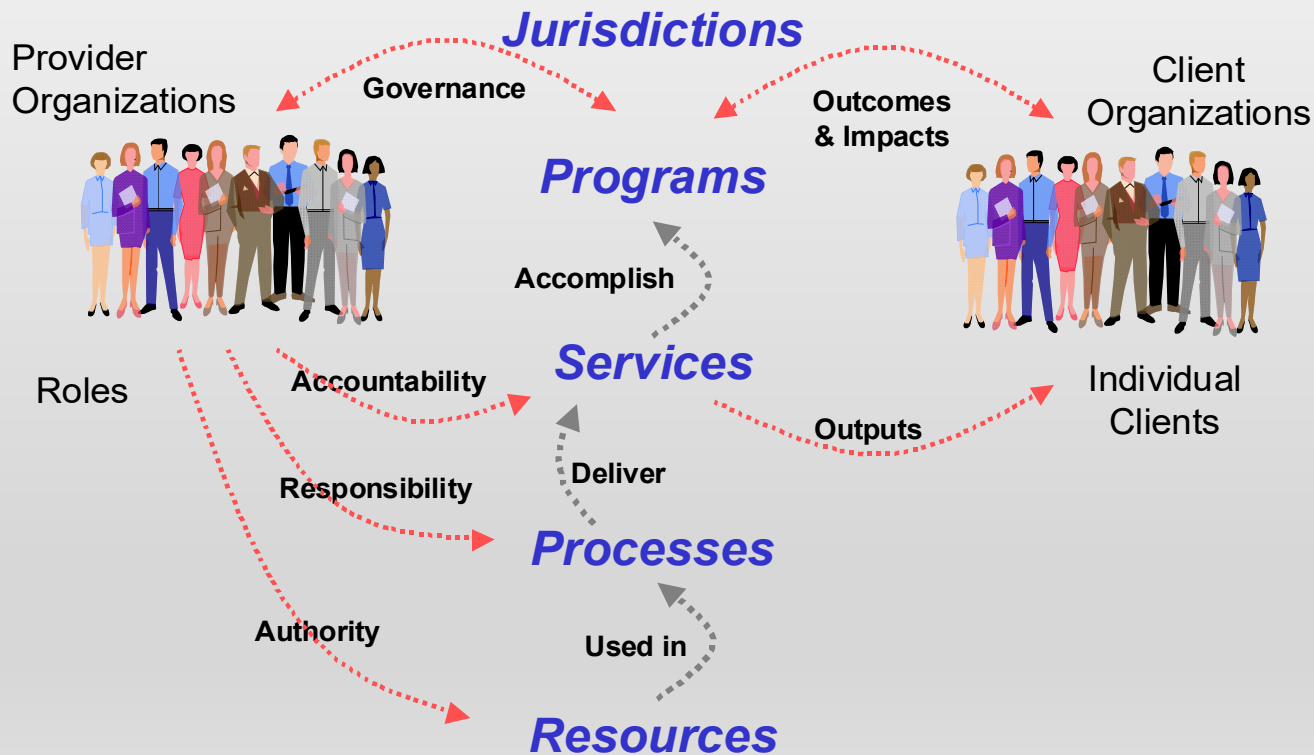 Jurisdictions
Provider
Organizations
Governance
Outcomes
& Impacts
Client
Organizations
Programs
Accomplish
Services
Roles
Accountability
Individual
Clients
Outputs
Deliver
Responsibility
Processes
Authority
Used in
Resources